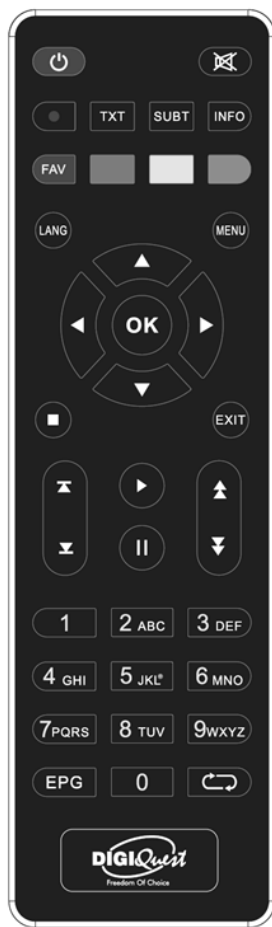 TXT SUBT INFO
FAV
LANG MENU
OK
EXIT
1 2 ABC 3 DEF
4 GHI 5 JKL 6 MNO
7PQRS 8 TUV 9WXYZ
EPG 0
DIGIQuest
Freedom Of Choice